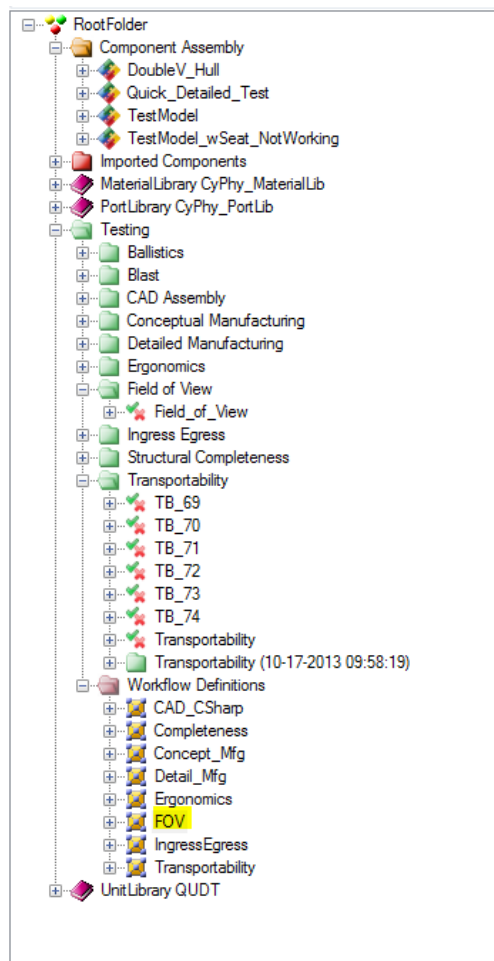 RootFolder
Component Assembly
DoubleV_Hull
Quick_Detailed_Test
TestModel
TestModel_wSeat_NotWorking
Imported Components
MaterialLibrary CyPhy_MaterialLib
PortLibrary CyPhy_PortLib
Testing
Ballistics
Blast
CAD Assembly
Conceptual Manufacturing
Detailed Manufacturing
Ergonomics
Field of View
Field_of_View
Ingress Egress
Structural Completeness
Transportability
TB_69
TB_70
TB_71
TB_72
TB_73
TB_74
Transportability
Transportability (10-17-2013 09:58:19)
Workflow Definitions
CAD_CSharp
Completeness
Concept_Mfg
Detail_Mfg
Ergonomics
FOV
IngressEgress
Transportability
UnitLibrary QUDT